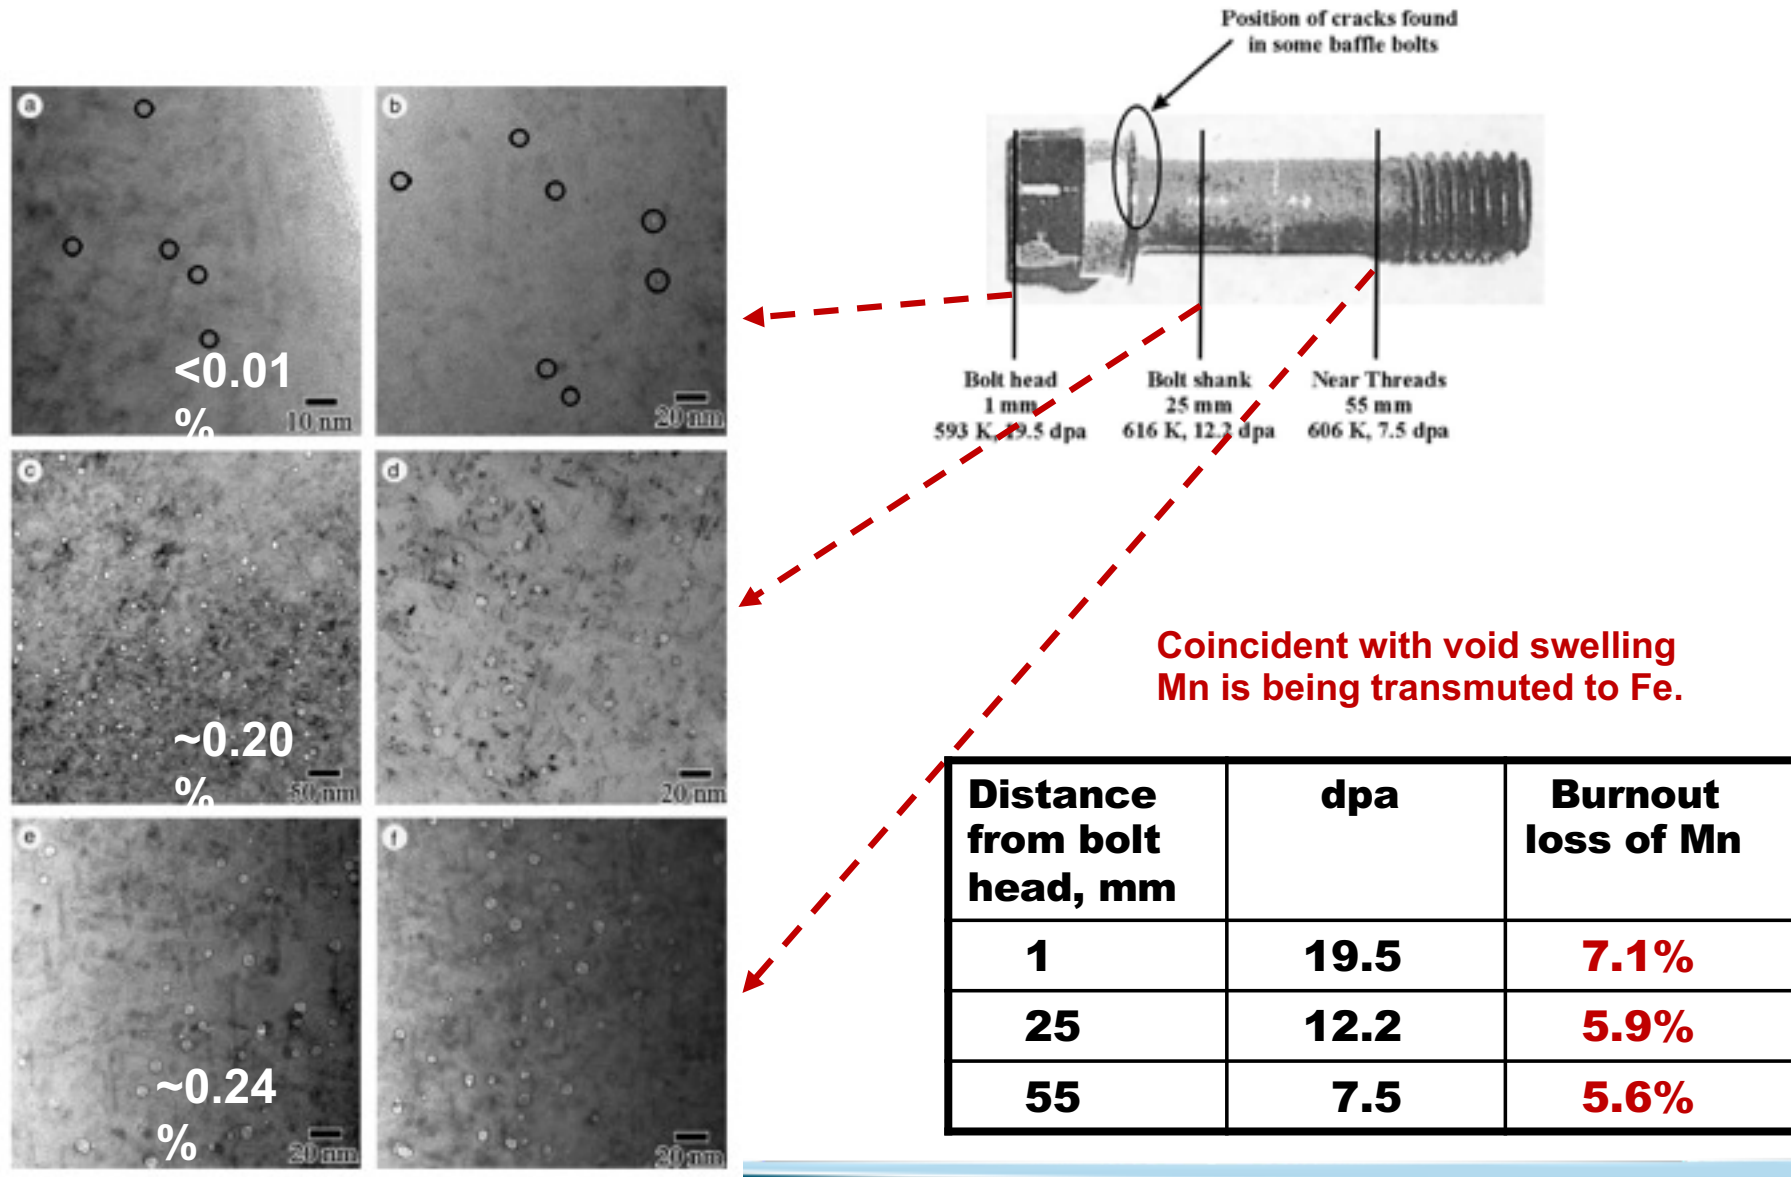 Position of cracks found
in some baffle bolts
a
b
<0.01
%
10 nm
20 nm
Bolt head
1 mm
593 K, 19.5 dpa
Bolt shank
25 mm
616 K, 12.2 dpa
Near Threads
55 mm
606 K, 7.5 dpa
c
d
~0.20
%
50 nm
20 nm
Coincident with void swelling
Mn is being transmuted to Fe.
e
f
~0.24
%
20 nm
20 nm
Distance from bolt head, mm
dpa
Burnout loss of Mn
1 19.5 7.1%
25 12.2 5.9%
55 7.5 5.6%